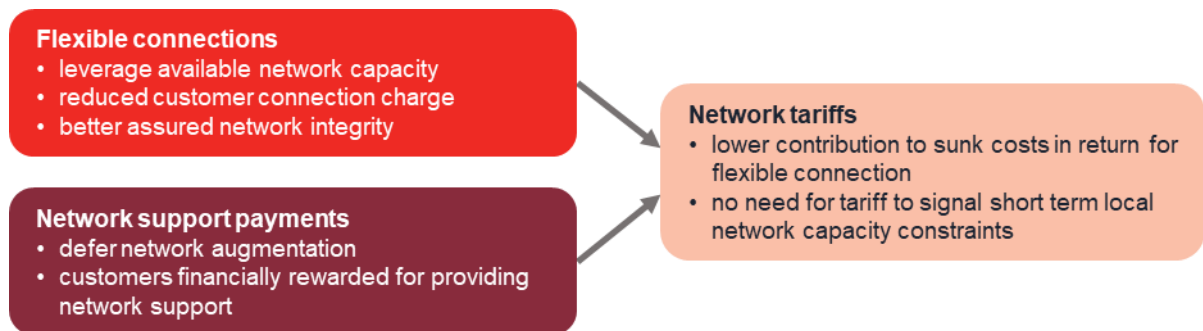 Flexible connections
• leverage available network capacity
• reduced customer connection charge
• better assured network integrity
Network support payments
• defer network augmentation
• customers financially rewarded for providing
network support
Network tariffs
• lower contribution to sunk costs in return for
flexible connection
• no need for tariff to signal short term local
network capacity constraints